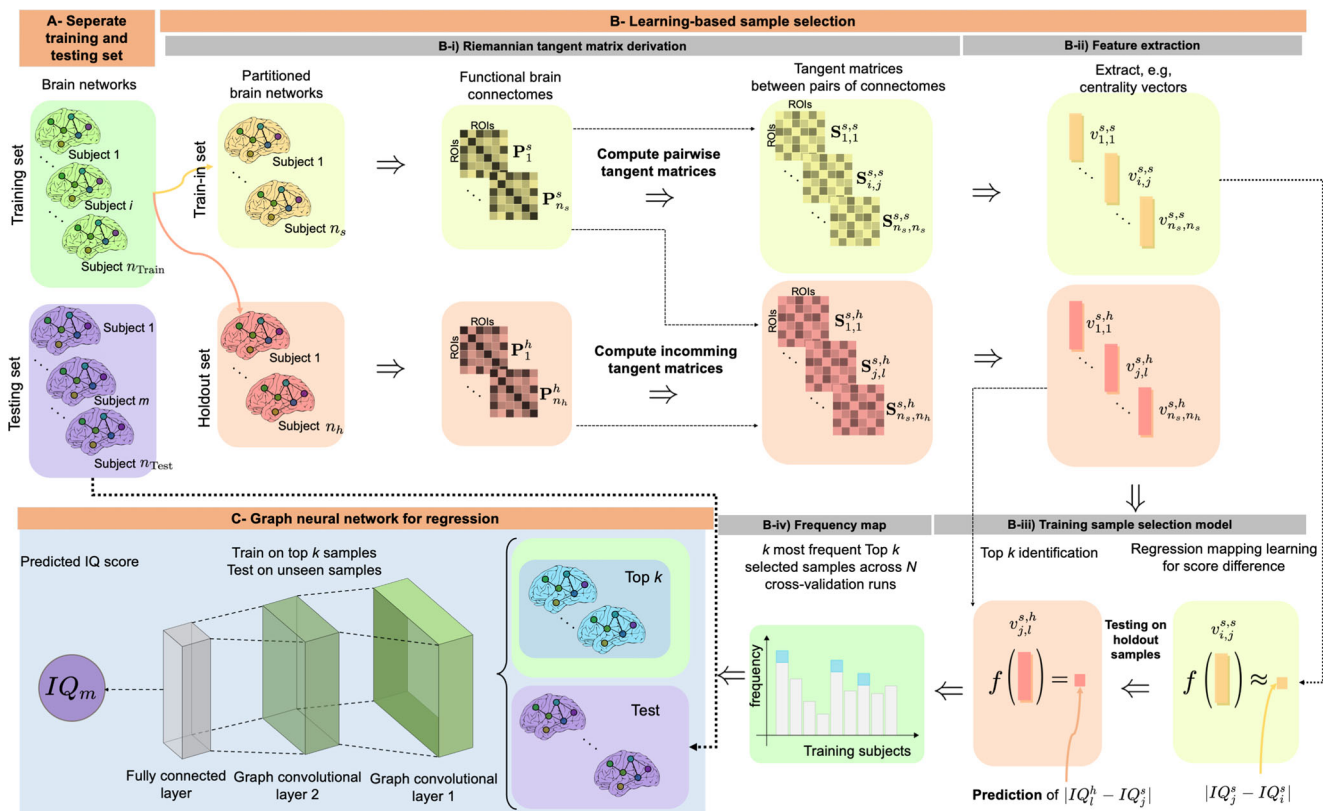 A- Seperate
training and
testing set
B- Learning-based sample selection
B-i) Riemannian tangent matrix derivation
B-ii) Feature extraction
Brain networks
Partitioned
brain networks
Functional brain
connectomes
Tangent matrices
between pairs of connectomes
Extract, e.g,
centrality vectors
Training set
Subject 1
Subject i
Subject n_Train
Train-in set
Subject 1
Subject n_s
ROIs
ROIs
P_1^s
P_{n_s}^s
Compute pairwise
tangent matrices
ROIs
ROIs
S_{1,1}^{s,s}
S_{i,j}^{s,s}
S_{n_s,n_s}^{s,s}
v_{1,1}^{s,s}
v_{i,j}^{s,s}
v_{n_s,n_s}^{s,s}
Testing set
Subject 1
Subject m
Subject n_Test
Holdout set
Subject 1
Subject n_h
ROIs
ROIs
P_1^h
P_{n_h}^h
Compute incomming
tangent matrices
ROIs
ROIs
S_{1,1}^{s,h}
S_{j,l}^{s,h}
S_{n_s,n_h}^{s,h}
v_{1,1}^{s,h}
v_{j,l}^{s,h}
v_{n_s,n_h}^{s,h}
C- Graph neural network for regression
B-iv) Frequency map
B-iii) Training sample selection model
Predicted IQ score
Train on top k samples
Test on unseen samples
IQ_m
Fully connected
layer
Graph convolutional
layer 2
Graph convolutional
layer 1
Top k
Test
k most frequent Top k
selected samples across N
cross-validation runs
frequency
Training subjects
Top k identification
v_{j,l}^{s,h}
f( ) =
Prediction of |IQ_l^h − IQ_j^s|
Testing on
holdout
samples
Regression mapping learning
for score difference
v_{i,j}^{s,s}
f( ) ≈
|IQ_j^s − IQ_i^s|